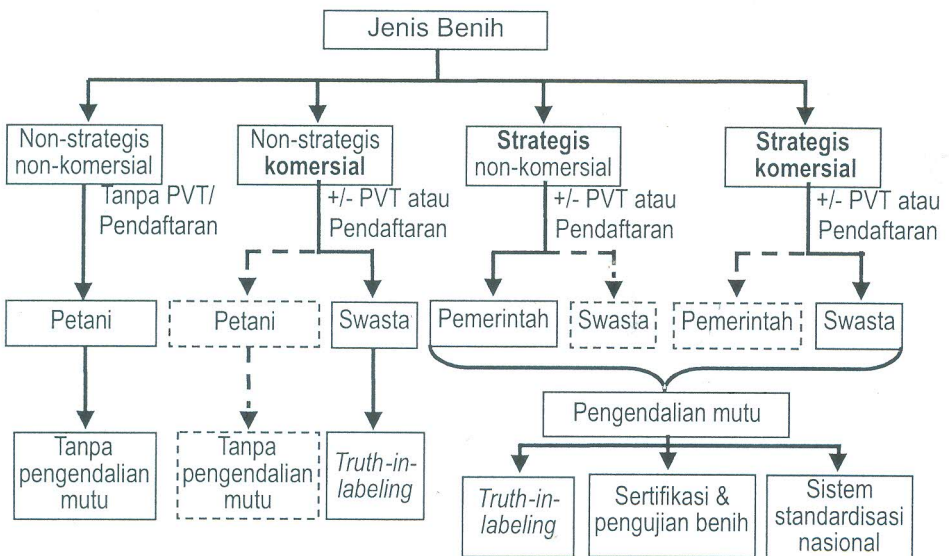 Jenis Benih
Non-strategis
non-komersial
Non-strategis
komersial
Strategis
non-komersial
Strategis
komersial
Tanpa PVT/
Pendaftaran
+/- PVT atau
Pendaftaran
+/- PVT atau
Pendaftaran
+/- PVT atau
Pendaftaran
Petani
Petani
Swasta
Pemerintah
Swasta
Pemerintah
Swasta
Pengendalian mutu
Tanpa
pengendalian
mutu
Tanpa
pengendalian
mutu
Truth-in-
labeling
Truth-in-
labeling
Sertifikasi &
pengujian benih
Sistem
standardisasi
nasional